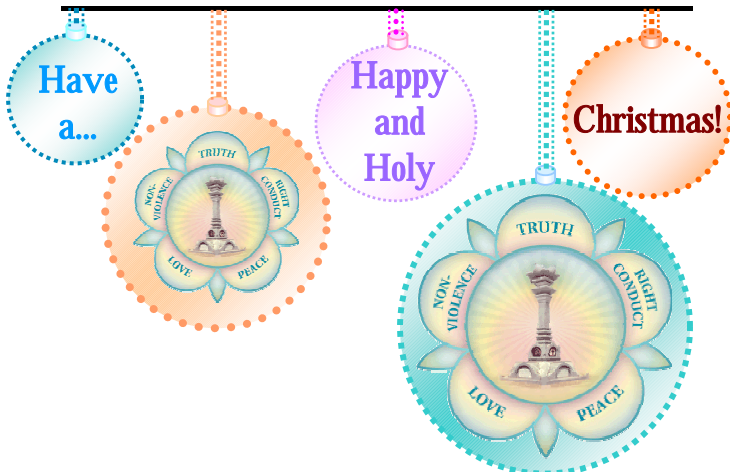 Have
a...
Happy
and
Holy
Christmas!
TRUTH
NON-
VIOLENCE
RIGHT
CONDUCT
LOVE
PEACE
TRUTH
NON-
VIOLENCE
RIGHT
CONDUCT
LOVE
PEACE